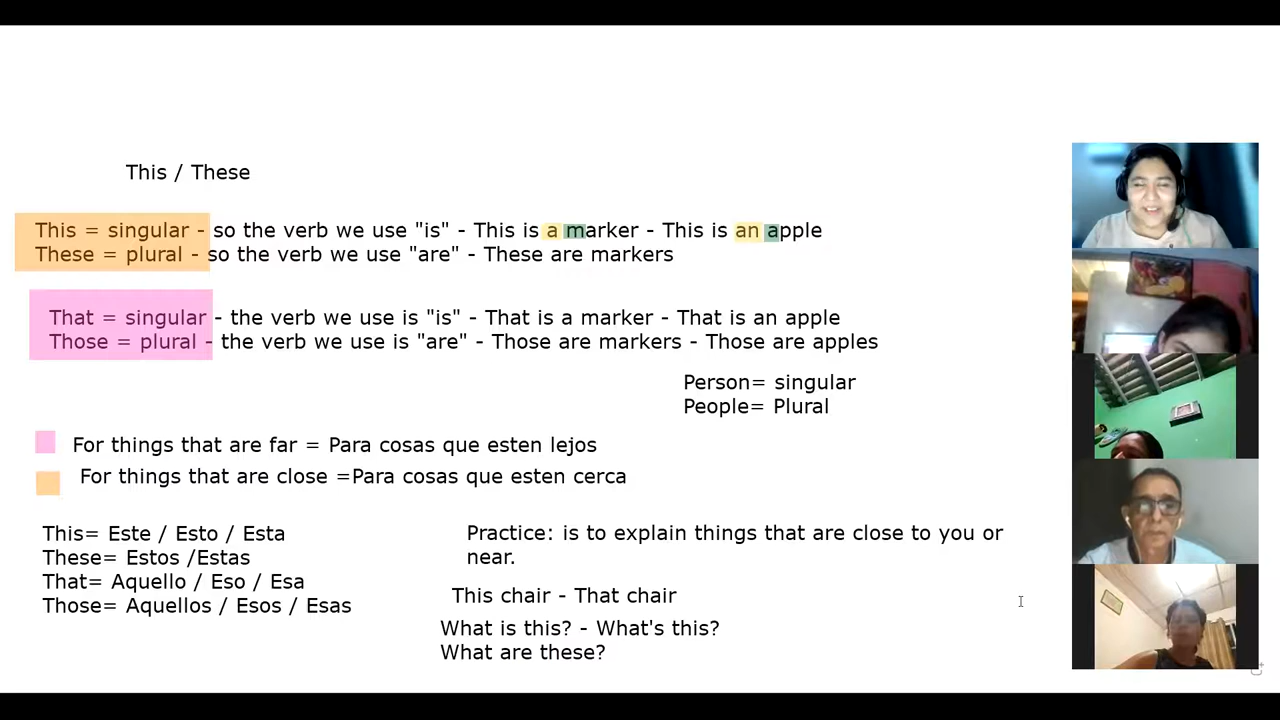 This / These
This = singular - so the verb we use "is" - This is a marker - This is an apple
These = plural - so the verb we use "are" - These are markers
That = singular - the verb we use is "is" - That is a marker - That is an apple
Those = plural - the verb we use is "are" - Those are markers - Those are apples
Person= singular
People= Plural
For things that are far = Para cosas que esten lejos
For things that are close =Para cosas que esten cerca
This= Este / Esto / Esta
These= Estos /Estas
That= Aquello / Eso / Esa
Those= Aquellos / Esos / Esas
Practice: is to explain things that are close to you or
near.
This chair - That chair
What is this? - What's this?
What are these?